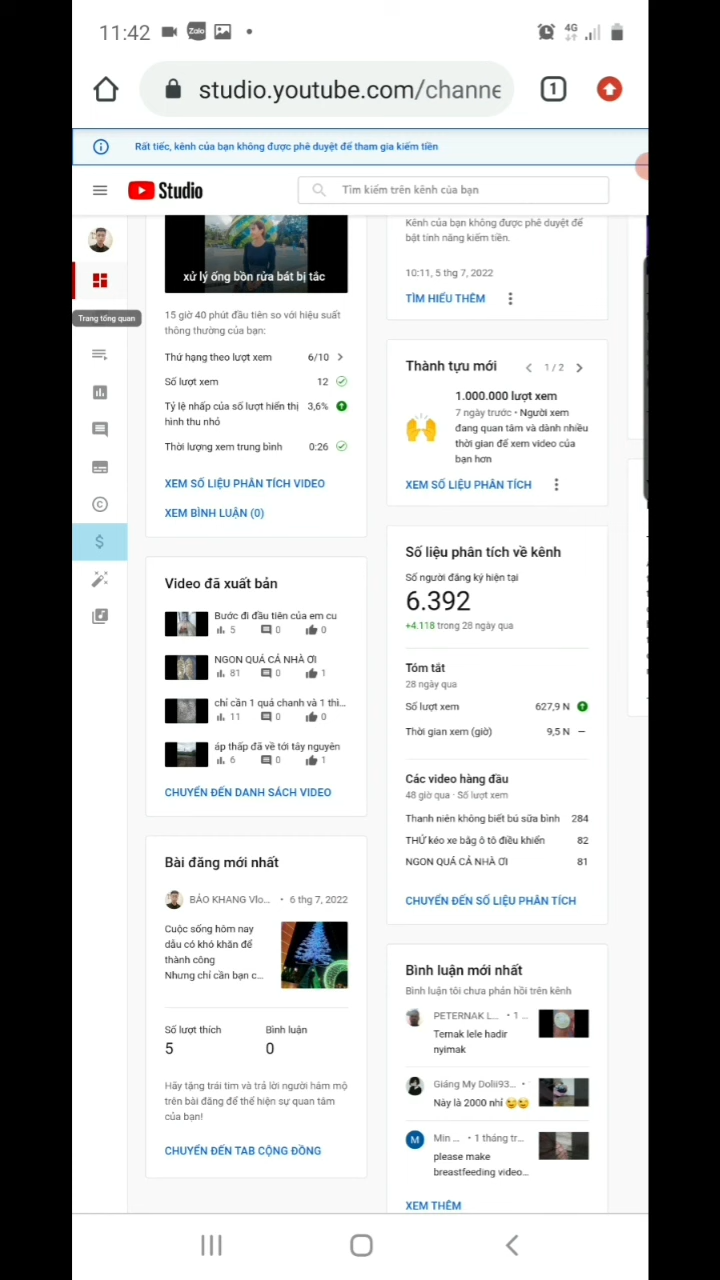 11:42
Zalo
4G
studio.youtube.com/channe
1
Rất tiếc, kênh của bạn không được phê duyệt để tham gia kiếm tiền
Studio
Tìm kiếm trên kênh của bạn
Trang tổng quan
xử lý ống bồn rửa bát bị tắc
15 giờ 40 phút đầu tiên so với hiệu suất
thông thường của bạn:
Thứ hạng theo lượt xem 6/10
Số lượt xem 12
Tỷ lệ nhấp của số lượt hiển thị 3,6%
hình thu nhỏ
Thời lượng xem trung bình 0:26
XEM SỐ LIỆU PHÂN TÍCH VIDEO
XEM BÌNH LUẬN (0)
Video đã xuất bản
Bước đi đầu tiên của em cu
5 0 0
NGON QUÁ CẢ NHÀ ƠI
81 0 1
chỉ cần 1 quả chanh và 1 thì...
11 0 0
áp thấp đã về tới tây nguyên
6 0 1
CHUYỂN ĐẾN DANH SÁCH VIDEO
Bài đăng mới nhất
BẢO KHANG Vlo... • 6 thg 7, 2022
Cuộc sống hôm nay
dẫu có khó khăn để
thành công
Nhưng chỉ cần bạn c...
Số lượt thích Bình luận
5 0
Hãy tặng trái tim và trả lời người hâm mộ
trên bài đăng để thể hiện sự quan tâm
của bạn!
CHUYỂN ĐẾN TAB CỘNG ĐỒNG
Kênh của bạn không được phê duyệt để
bật tính năng kiếm tiền.
10:11, 5 thg 7, 2022
TÌM HIỂU THÊM
Thành tựu mới 1 / 2
1.000.000 lượt xem
7 ngày trước • Người xem
đang quan tâm và dành nhiều
thời gian để xem video của
bạn hơn
XEM SỐ LIỆU PHÂN TÍCH
Số liệu phân tích về kênh
Số người đăng ký hiện tại
6.392
+4.118 trong 28 ngày qua
Tóm tắt
28 ngày qua
Số lượt xem 627,9 N
Thời gian xem (giờ) 9,5 N —
Các video hàng đầu
48 giờ qua · Số lượt xem
Thanh niên không biết bú sữa bình 284
THỬ kéo xe bằg ô tô điều khiển 82
NGON QUÁ CẢ NHÀ ƠI 81
CHUYỂN ĐẾN SỐ LIỆU PHÂN TÍCH
Bình luận mới nhất
Bình luận tôi chưa phản hồi trên kênh
PETERNAK L... • 1 ...
Ternak lele hadir
nyimak
Giáng My Dolii93... •
Này là 2000 nhỉ 😉😉
M
Min ... • 1 tháng tr...
please make
breastfeeding video...
XEM THÊM